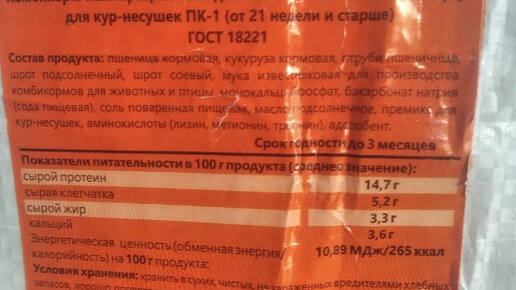 для кур-несушек ПК-1 (от 21 недели и старше)
ГОСТ 18221
Состав продукта: пшеница кормовая, кукуруза кормовая, отруби пшеничные,
шрот подсолнечный, шрот соевый, мука известняковая для производства
комбикормов для животных и птицы, монокальцийфосфат, бикарбонат натрия
(сода пищевая), соль поваренная пищевая, масло подсолнечное, премикс для
кур-несушек, аминокислоты (лизин, метионин, треонин), адсорбент.
Срок годности до 3 месяцев
Показатели питательности в 100 г продукта (среднее значение):
сырой протеин 14,7 г
сырая клетчатка 5,2 г
сырой жир 3,3 г
кальций 3,6 г
Энергетическая ценность (обменная энергия/
калорийность) на 100 г продукта: 10,89 МДж/265 ккал
Условия хранения: хранить в сухих, чистых, не зараженных вредителями хлебных
запасов, хорошо